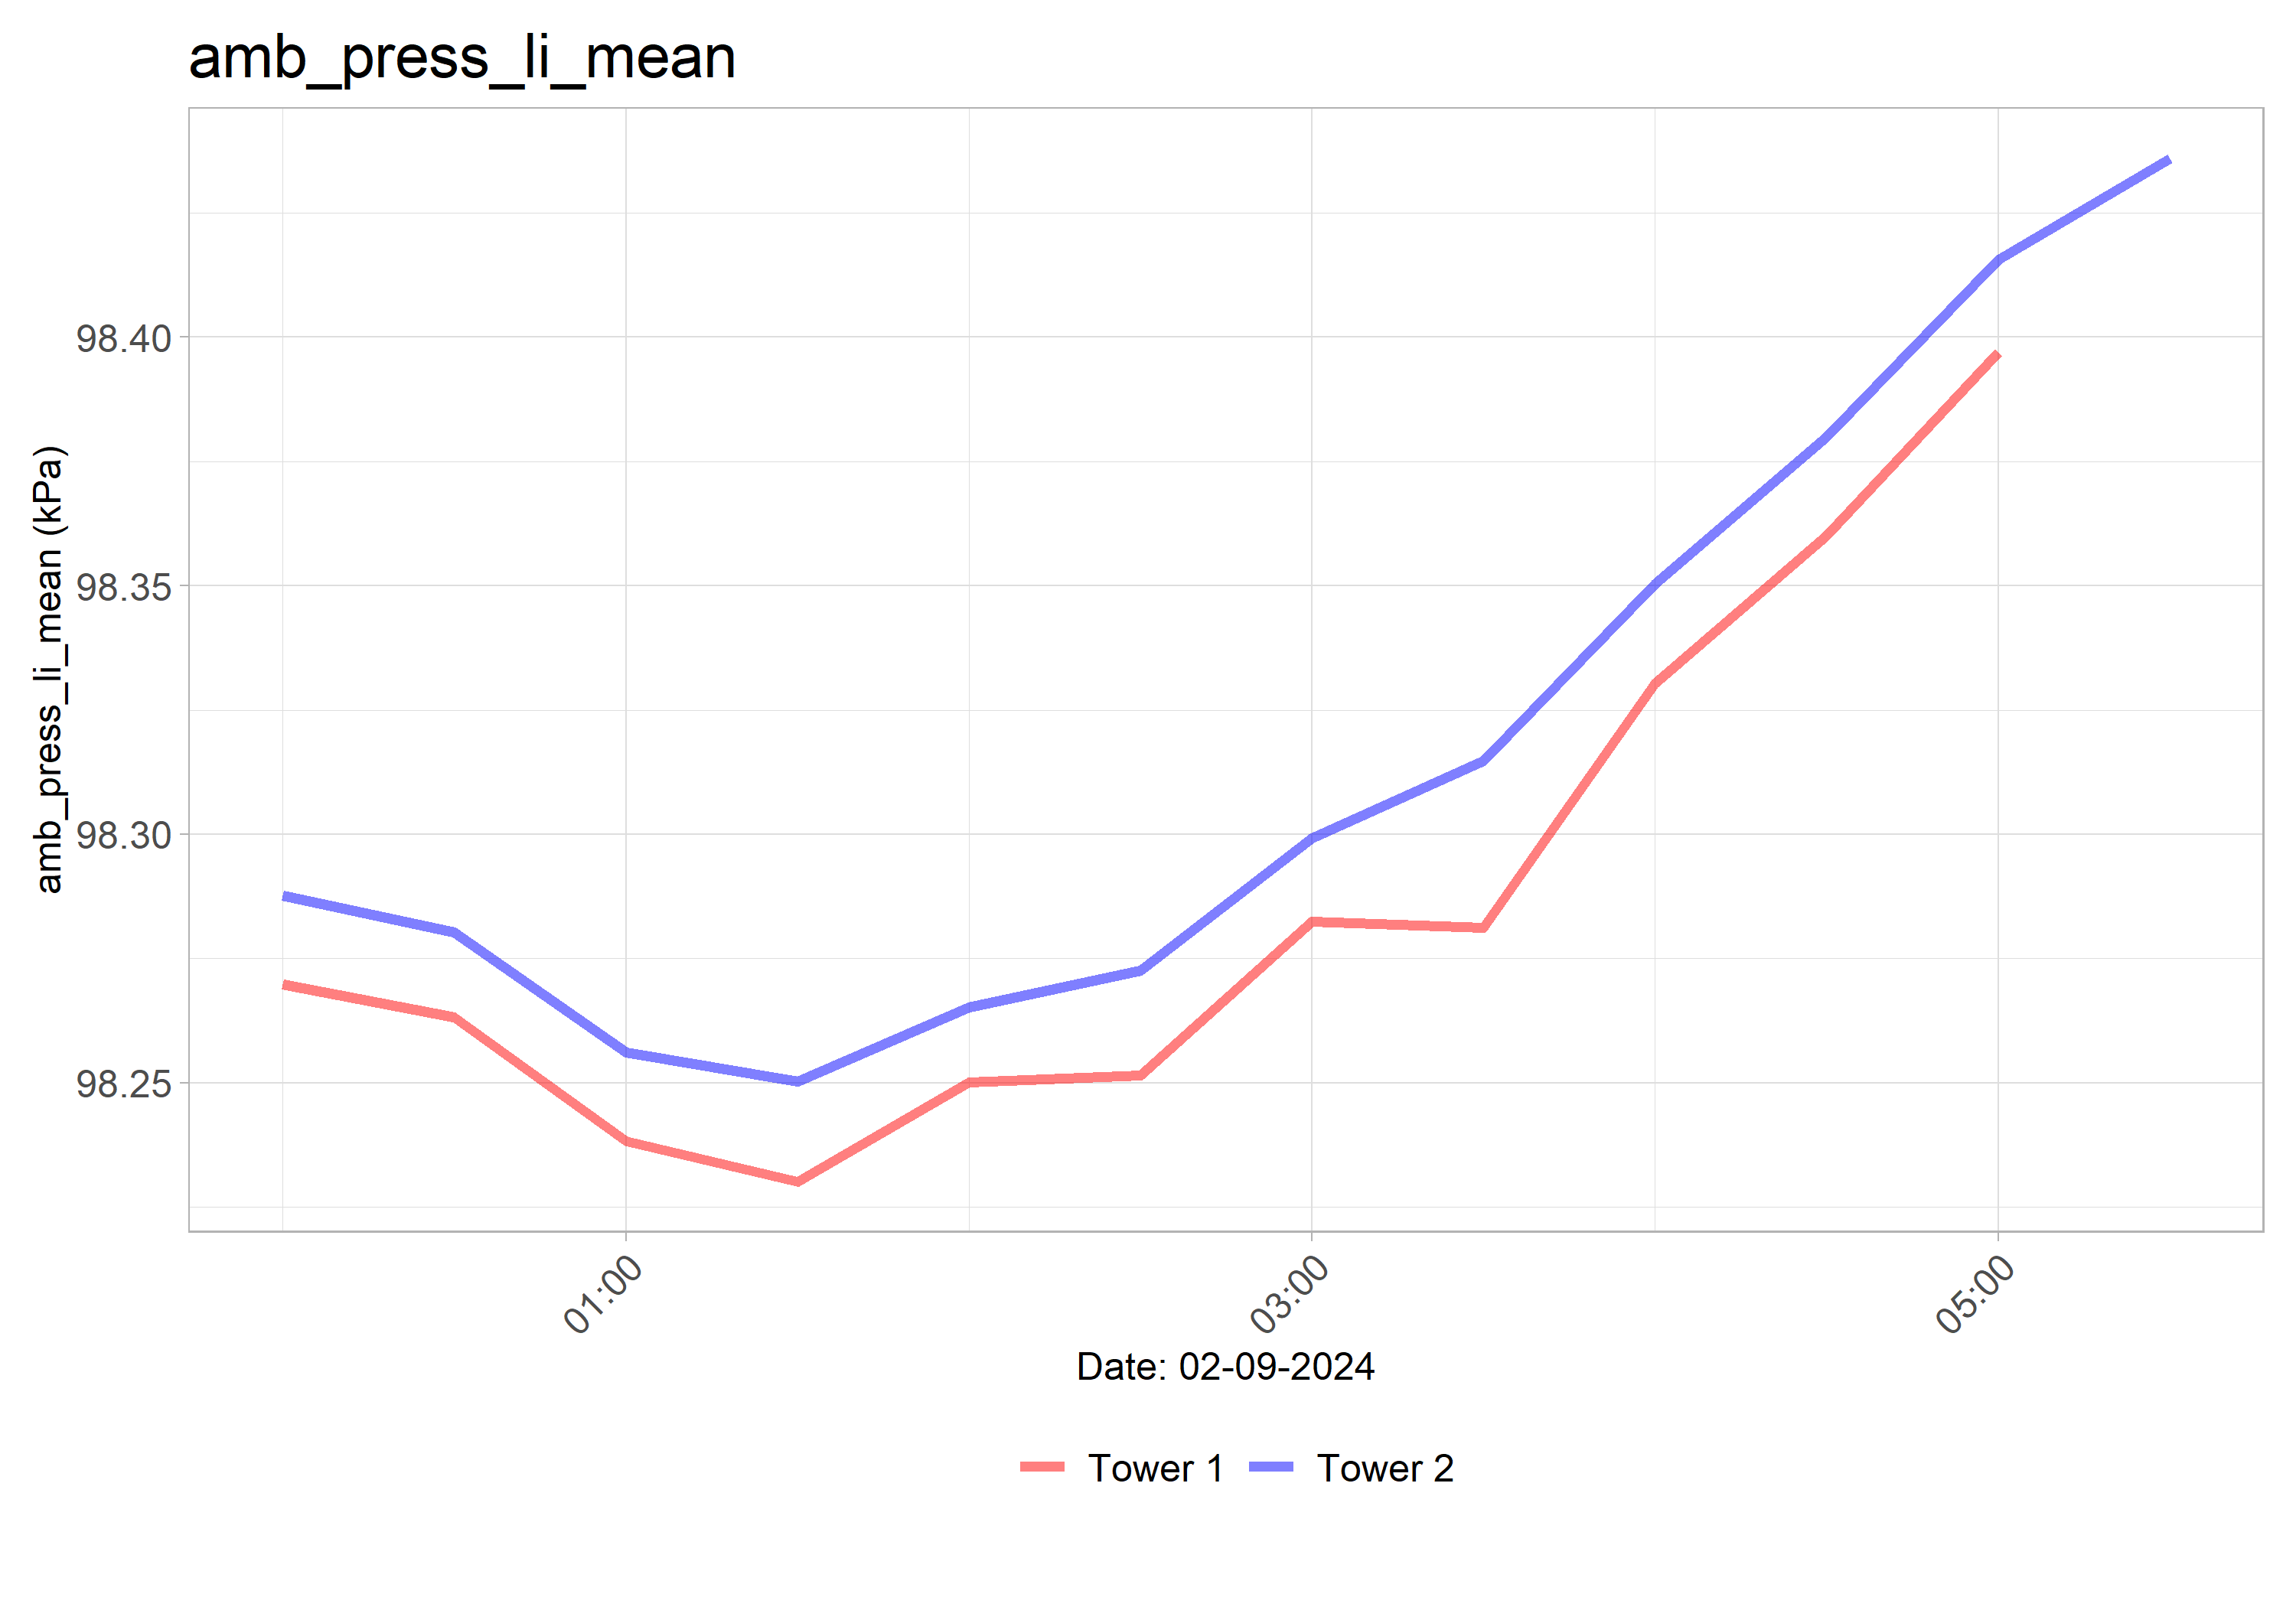 amb_press_li_mean
amb_press_li_mean (kPa)
98.40
98.35
98.30
98.25
01:00
03:00
05:00
Date: 02-09-2024
Tower 1
Tower 2